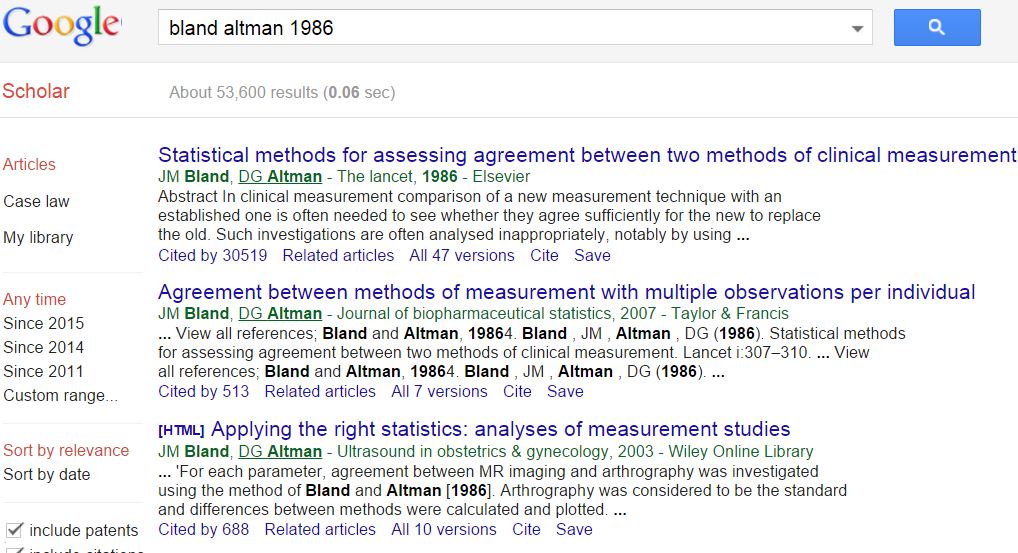 Google
bland altman 1986
Scholar
About 53,600 results (0.06 sec)
Articles
Case law
My library
Any time
Since 2015
Since 2014
Since 2011
Custom range...
Sort by relevance
Sort by date
include patents
include citations
Statistical methods for assessing agreement between two methods of clinical measurement
JM Bland, DG Altman - The lancet, 1986 - Elsevier
Abstract In clinical measurement comparison of a new measurement technique with an
established one is often needed to see whether they agree sufficiently for the new to replace
the old. Such investigations are often analysed inappropriately, notably by using ...
Cited by 30519 Related articles All 47 versions Cite Save
Agreement between methods of measurement with multiple observations per individual
JM Bland, DG Altman - Journal of biopharmaceutical statistics, 2007 - Taylor & Francis
... View all references; Bland and Altman, 19864. Bland , JM , Altman , DG (1986). Statistical methods
for assessing agreement between two methods of clinical measurement. Lancet i:307–310. ... View
all references; Bland and Altman, 19864. Bland , JM , Altman , DG (1986). ...
Cited by 513 Related articles All 7 versions Cite Save
[HTML] Applying the right statistics: analyses of measurement studies
JM Bland, DG Altman - Ultrasound in obstetrics & gynecology, 2003 - Wiley Online Library
... 'For each parameter, agreement between MR imaging and arthrography was investigated
using the method of Bland and Altman [1986]. Arthrography was considered to be the standard
and differences between methods were calculated and plotted. ...
Cited by 688 Related articles All 10 versions Cite Save